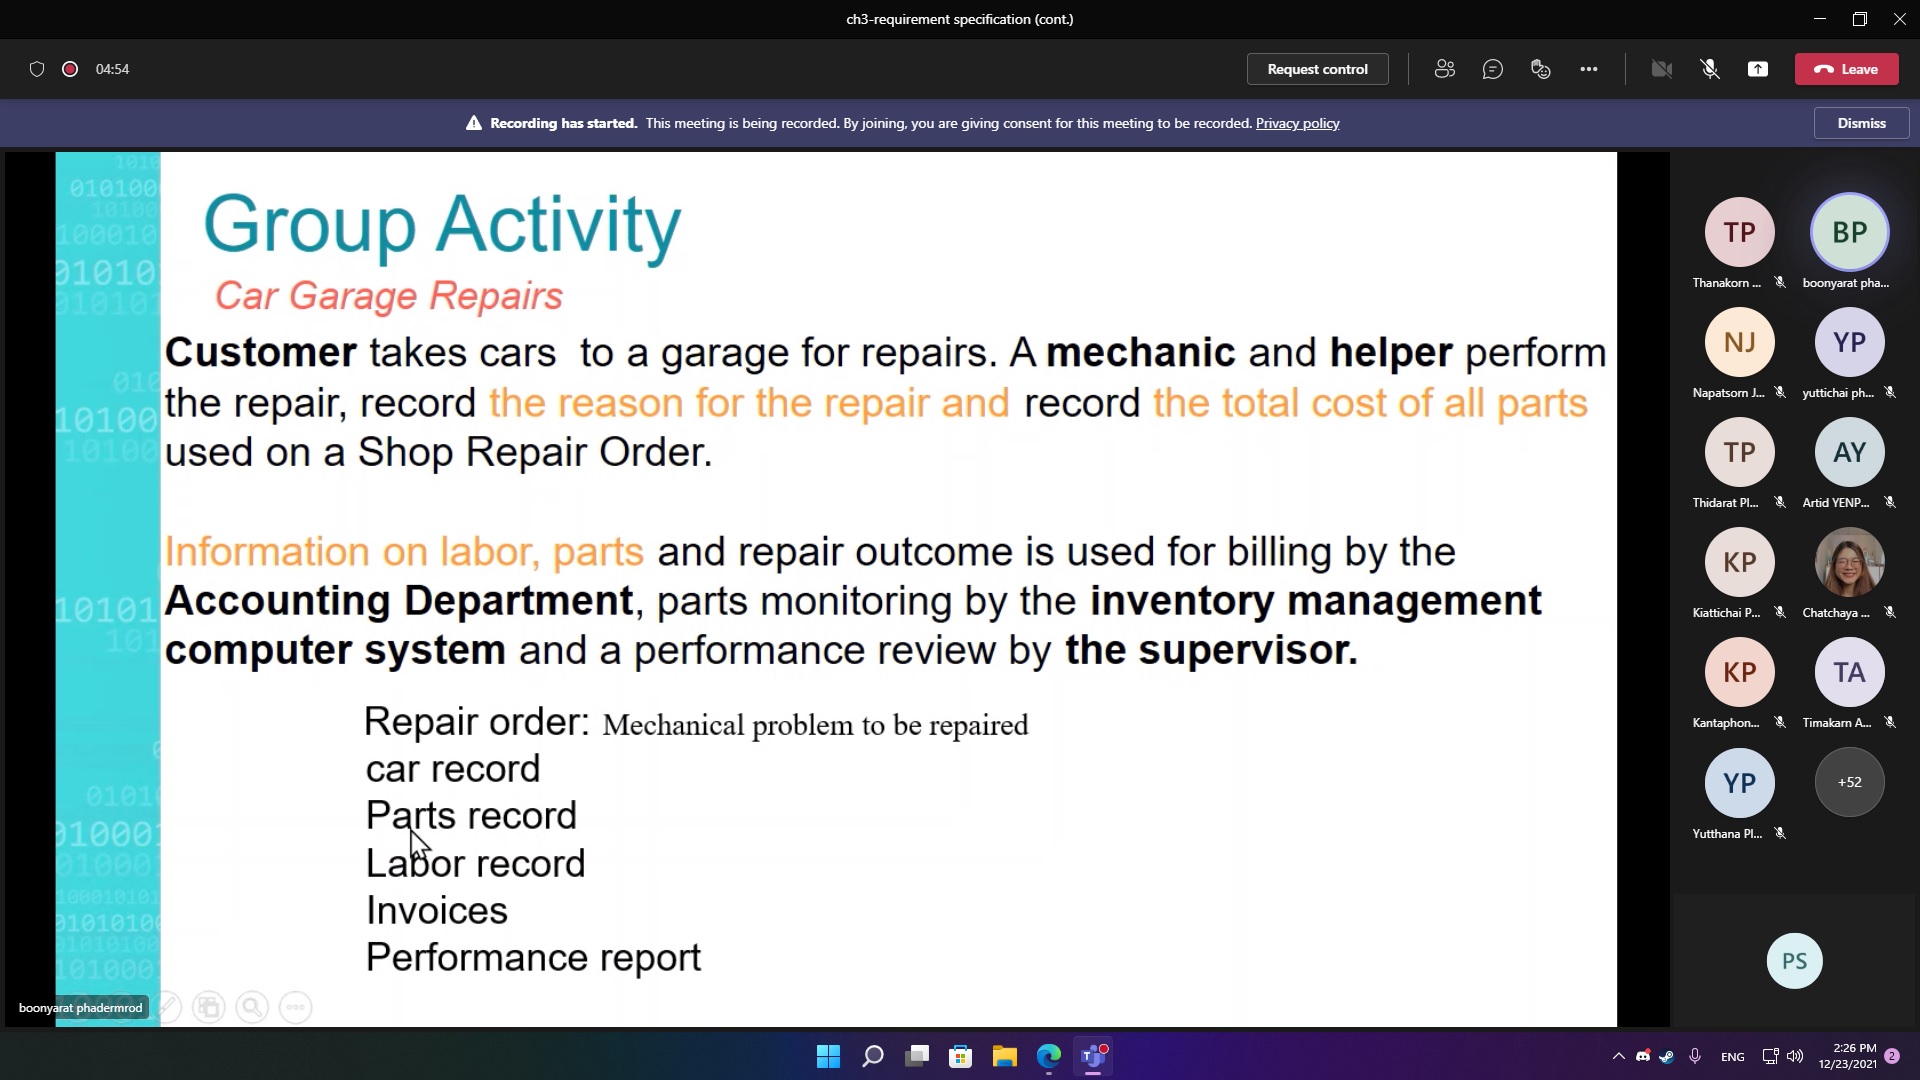 ch3-requirement specification (cont.)
04:54
Request control
Leave
Recording has started. This meeting is being recorded. By joining, you are giving consent for this meeting to be recorded. Privacy policy
Dismiss
Group Activity
Car Garage Repairs
Customer takes cars to a garage for repairs. A mechanic and helper perform
the repair, record the reason for the repair and record the total cost of all parts
used on a Shop Repair Order.
Information on labor, parts and repair outcome is used for billing by the
Accounting Department, parts monitoring by the inventory management
computer system and a performance review by the supervisor.
Repair order: Mechanical problem to be repaired
car record
Parts record
Labor record
Invoices
Performance report
boonyarat phadermrod
TP
BP
Thanakorn ...
boonyarat pha...
NJ
YP
Napatsorn J...
yuttichai ph...
TP
AY
Thidarat Pl...
Artid YENP...
KP
Kiattichai P...
Chatchaya ...
KP
TA
Kantaphon...
Timakarn A...
YP
+52
Yutthana Pl...
PS
ENG
2:26 PM
12/23/2021
2